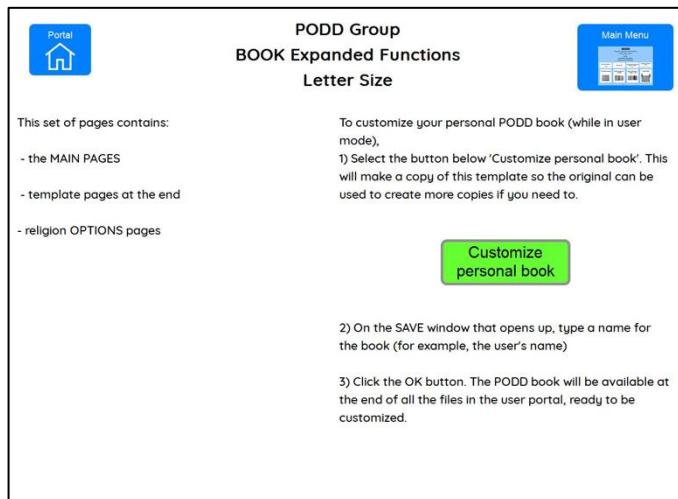 Portal
PODD Group
BOOK Expanded Functions
Letter Size
Main Menu
This set of pages contains:
- the MAIN PAGES
- template pages at the end
- religion OPTIONS pages
To customize your personal PODD book (while in user
mode),
1) Select the button below 'Customize personal book'. This
will make a copy of this template so the original can be
used to create more copies if you need to.
Customize
personal book
2) On the SAVE window that opens up, type a name for
the book (for example, the user's name)
3) Click the OK button. The PODD book will be available at
the end of all the files in the user portal, ready to be
customized.